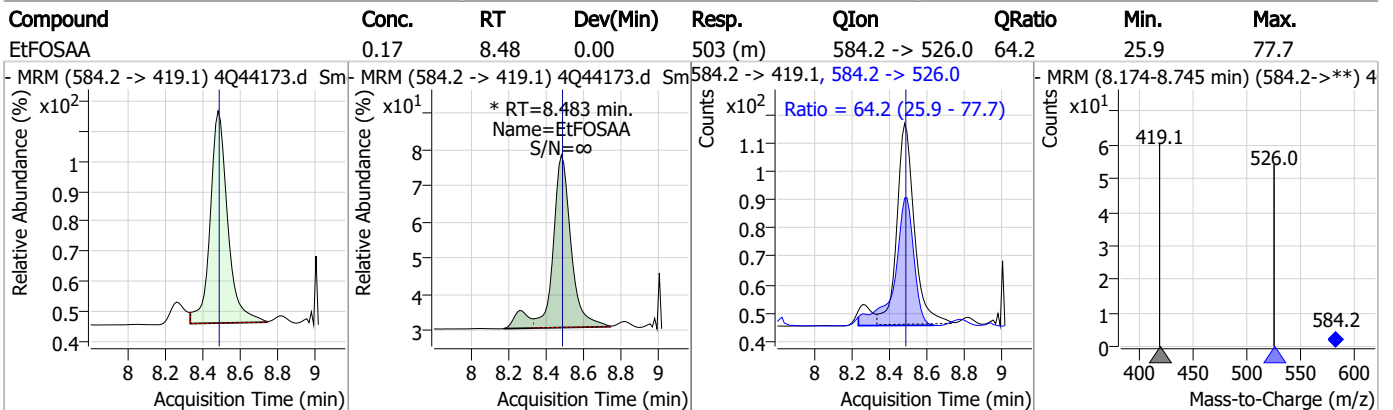 Compound Conc. RT Dev(Min) Resp. QIon QRatio Min. Max.
EtFOSAA 0.17 8.48 0.00 503 (m) 584.2 -> 526.0 64.2 25.9 77.7
- MRM (584.2 -> 419.1) 4Q44173.d Sm
Relative Abundance (%)
x10²
1
0.9
0.8
0.7
0.6
0.5
0.4
8 8.2 8.4 8.6 8.8 9
Acquisition Time (min)
- MRM (584.2 -> 419.1) 4Q44173.d Sm
Relative Abundance (%)
x10¹
* RT=8.483 min.
Name=EtFOSAA
S/N=∞
8
7
6
5
4
3
8 8.2 8.4 8.6 8.8 9
Acquisition Time (min)
584.2 -> 419.1, 584.2 -> 526.0
Counts
x10²
Ratio = 64.2 (25.9 - 77.7)
1.1
1
0.9
0.8
0.7
0.6
0.5
0.4
8 8.2 8.4 8.6 8.8 9
Acquisition Time (min)
- MRM (8.174-8.745 min) (584.2->**) 4
Counts
x10¹
419.1
526.0
584.2
6
5
4
3
2
1
0
400 450 500 550 600
Mass-to-Charge (m/z)